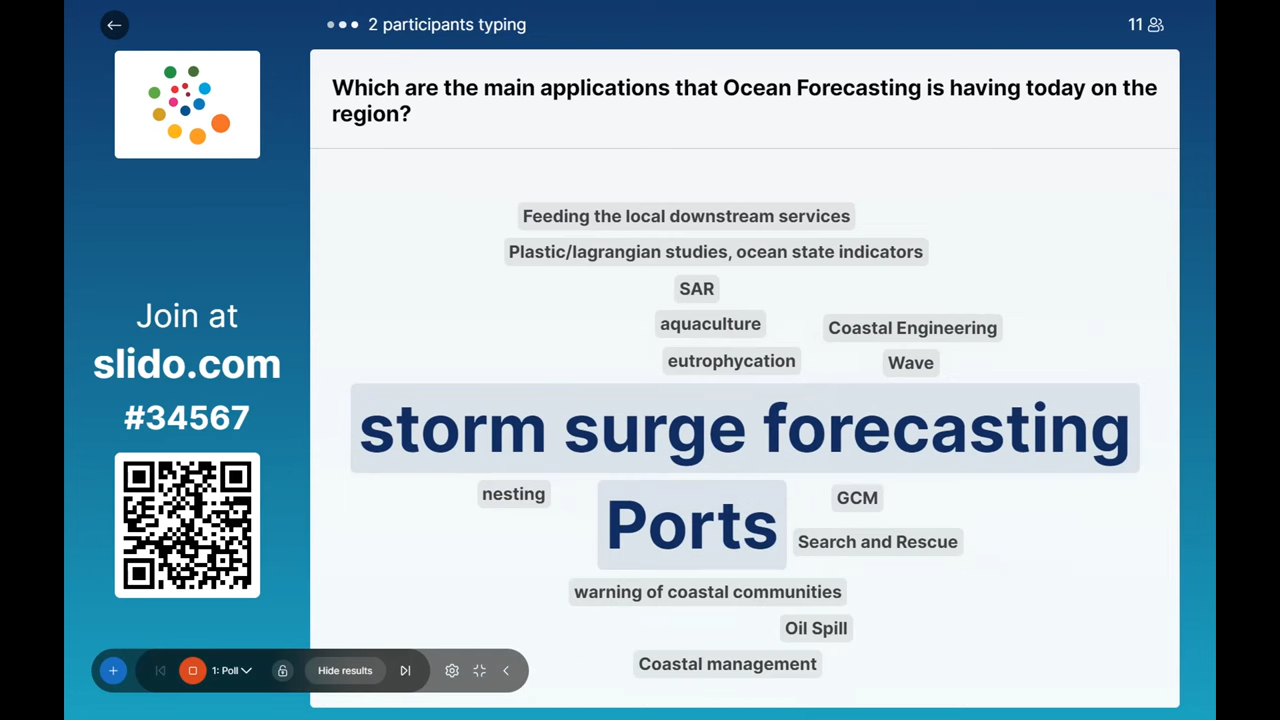 2 participants typing
11
Which are the main applications that Ocean Forecasting is having today on the
region?
Feeding the local downstream services
Plastic/lagrangian studies, ocean state indicators
SAR
aquaculture
Coastal Engineering
eutrophycation
Wave
storm surge forecasting
nesting
Ports
GCM
Search and Rescue
warning of coastal communities
Oil Spill
Coastal management
Join at
slido.com
#34567
1: Poll
Hide results